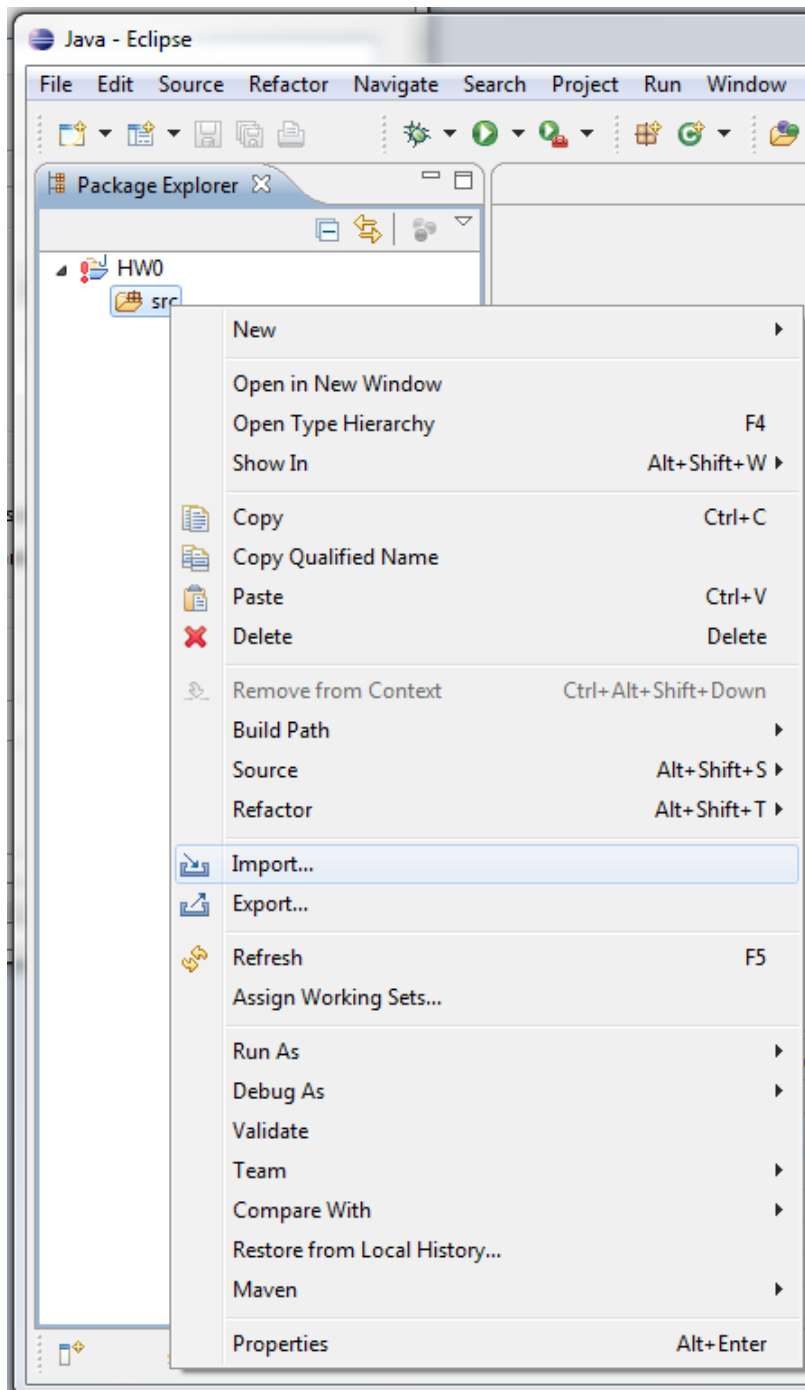 Java - Eclipse
File Edit Source Refactor Navigate Search Project Run Window
Package Explorer
HW0
src
New
Open in New Window
Open Type Hierarchy F4
Show In Alt+Shift+W
Copy Ctrl+C
Copy Qualified Name
Paste Ctrl+V
Delete Delete
Remove from Context Ctrl+Alt+Shift+Down
Build Path
Source Alt+Shift+S
Refactor Alt+Shift+T
Import...
Export...
Refresh F5
Assign Working Sets...
Run As
Debug As
Validate
Team
Compare With
Restore from Local History...
Maven
Properties Alt+Enter